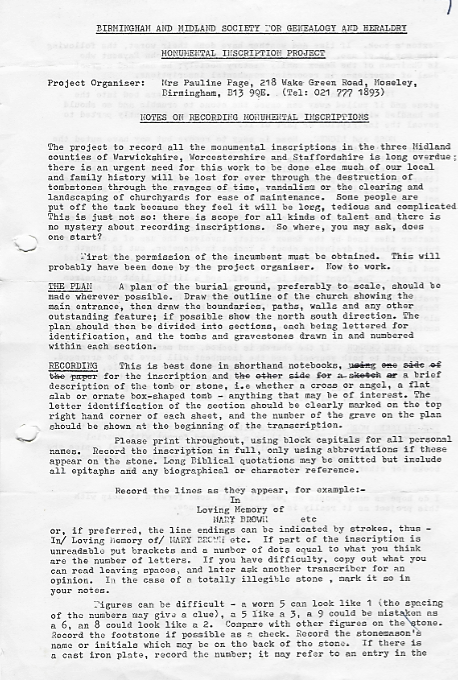 BIRMINGHAM AND MIDLAND SOCIETY FOR GENEALOGY AND HERALDRY
MONUMENTAL INSCRIPTION PROJECT
Project Organiser: Mrs Pauline Page, 218 Wake Green Road, Moseley,
Birmingham, B13 9QE. (Tel: 021 777 1893)
NOTES ON RECORDING MONUMENTAL INSCRIPTIONS
The project to record all the monumental inscriptions in the three Midland
counties of Warwickshire, Worcestershire and Staffordshire is long overdue;
there is an urgent need for this work to be done else much of our local
and family history will be lost for ever through the destruction of
tombstones through the ravages of time, vandalism or the clearing and
landscaping of churchyards for ease of maintenance. Some people are
put off the task because they feel it will be long, tedious and complicated
This is just not so: there is scope for all kinds of talent and there is
no mystery about recording inscriptions. So where, you may ask, does
one start?
First the permission of the incumbent must be obtained. This will
probably have been done by the project organiser. Now to work.
THE PLAN A plan of the burial ground, preferably to scale, should be
made wherever possible. Draw the outline of the church showing the
main entrance, then draw the boundaries, paths, walls and any other
outstanding feature; if possible show the north south direction. The
plan should then be divided into sections, each being lettered for
identification, and the tombs and gravestones drawn in and numbered
within each section.
RECORDING This is best done in shorthand notebooks, using one side of
the paper for the inscription and the other side for a sketch or a brief
description of the tomb or stone, i.e whether a cross or angel, a flat
slab or ornate box-shaped tomb - anything that may be of interest. The
letter identification of the section should be clearly marked on the top
right hand corner of each sheet, and the number of the grave on the plan
should be shown at the beginning of the transcription.
Please print throughout, using block capitals for all personal
names. Record the inscription in full, only using abbreviations if these
appear on the stone. Long Biblical quotations may be omitted but include
all epitaphs and any biographical or character reference.
Record the lines as they appear, for example:-
In
Loving Memory of
MARY BROWN etc
or, if preferred, the line endings can be indicated by strokes, thus -
In/ Loving Memory of/ MARY BROWN etc. If part of the inscription is
unreadable put brackets and a number of dots equal to what you think
are the number of letters. If you have difficulty, copy out what you
can read leaving spaces, and later ask another transcriber for an
opinion. In the case of a totally illegible stone , mark it so in
your notes.
Figures can be difficult - a worn 5 can look like 1 (the spacing
of the numbers may give a clue), a 5 like a 3, a 9 could be mistaken as
a 6, an 8 could look like a 2. Compare with other figures on the stone.
Record the footstone if possible as a check. Record the stonemason's
name or initials which may be on the back of the stone. If there is
a cast iron plate, record the number; it may refer to an entry in the